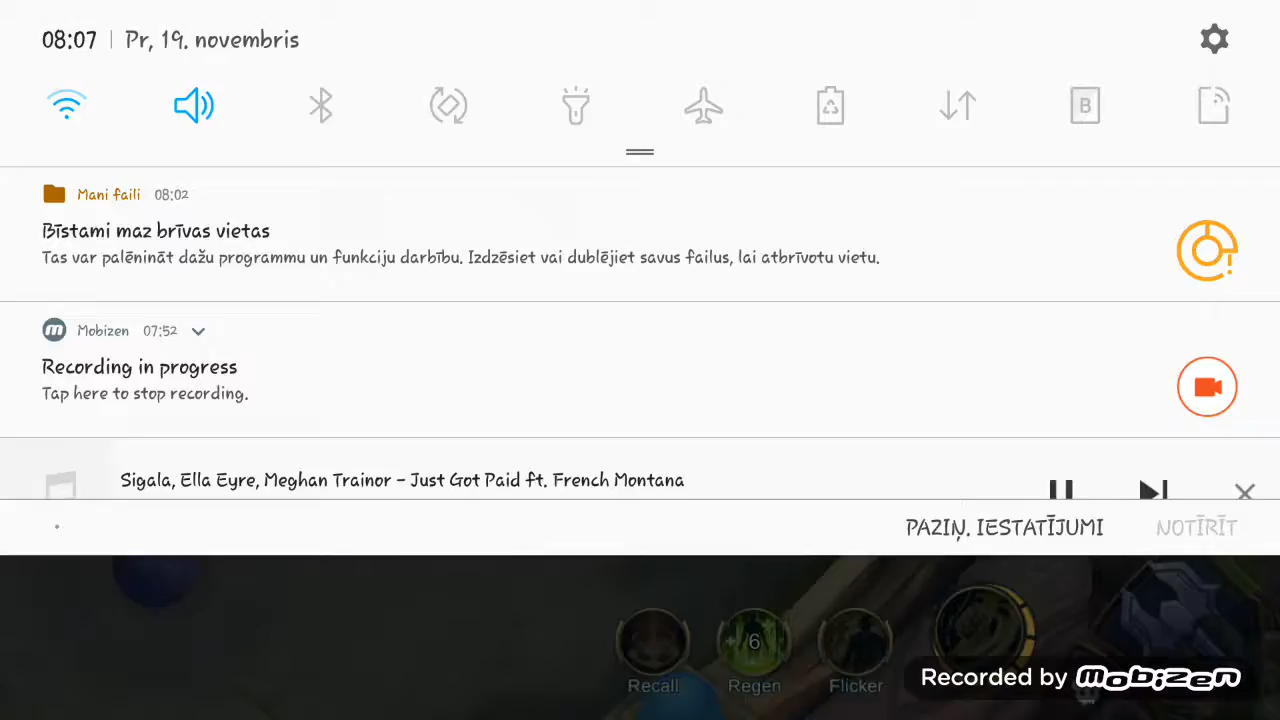 08:07 | Pr, 19. novembris
B
Mani faili 08:02
Bīstami maz brīvas vietas
Tas var palēnināt dažu programmu un funkciju darbību. Izdzēsiet vai dublējiet savus failus, lai atbrīvotu vietu.
m Mobizen 07:52
Recording in progress
Tap here to stop recording.
Sigala, Ella Eyre, Meghan Trainor - Just Got Paid ft. French Montana
PAZIŅ. IESTATĪJUMI NOTĪRĪT
+ /6
Recall Regen Flicker
Recorded by mobizen